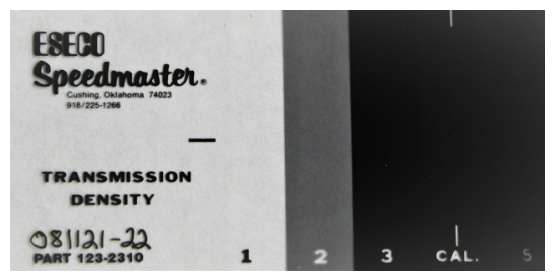 ESECO
Speedmaster®
Cushing, Oklahoma 74023
918/225-1266
TRANSMISSION
DENSITY
081121-22
PART 123-2310
1 2 3 CAL. 5